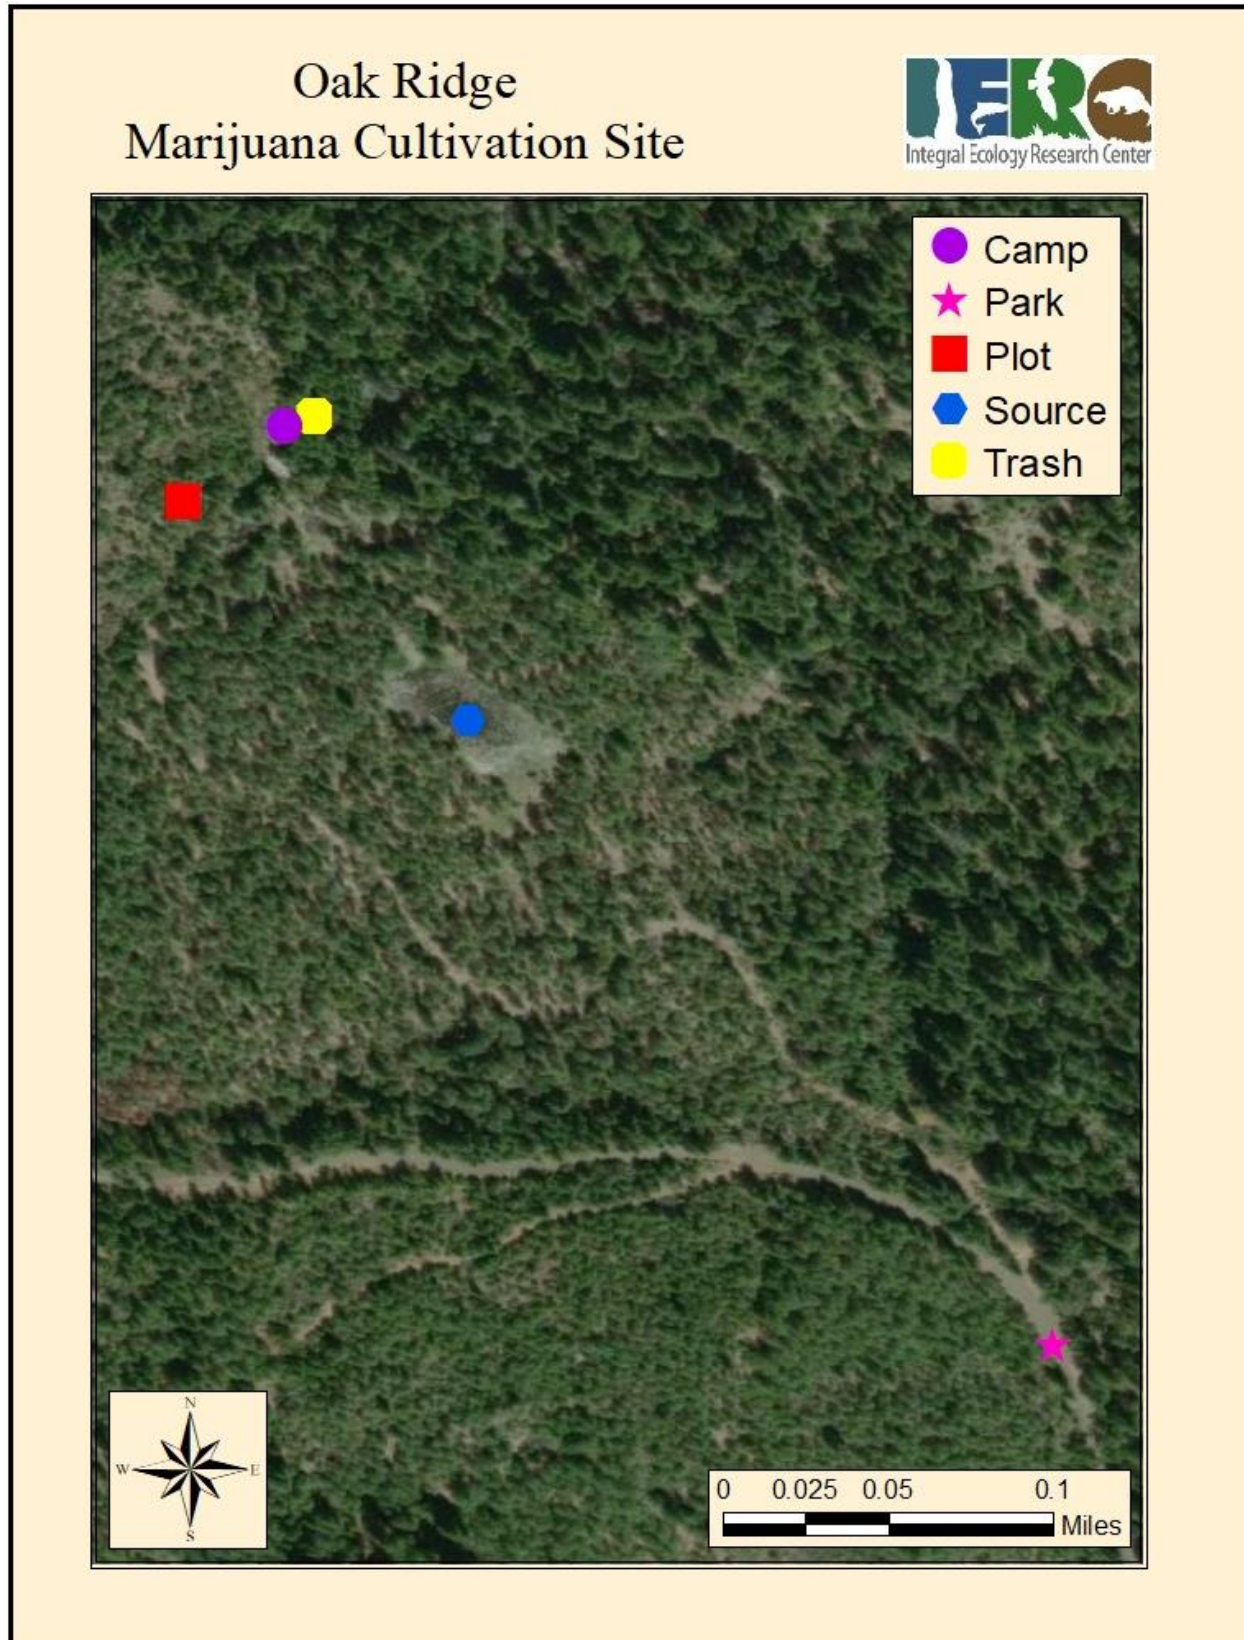 Oak Ridge
Marijuana Cultivation Site
IERC
Integral Ecology Research Center
Camp
Park
Plot
Source
Trash
N
W E
S
0 0.025 0.05 0.1
Miles